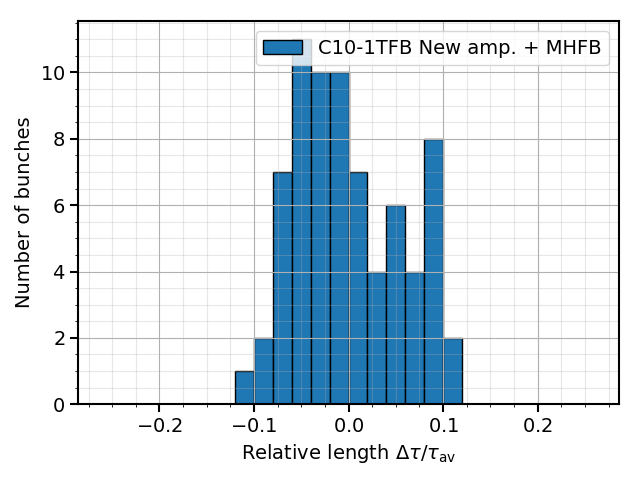 C10-1TFB New amp. + MHFB
10
8
6
4
2
0
Number of bunches
−0.2 −0.1 0.0 0.1 0.2
Relative length Δτ/τav